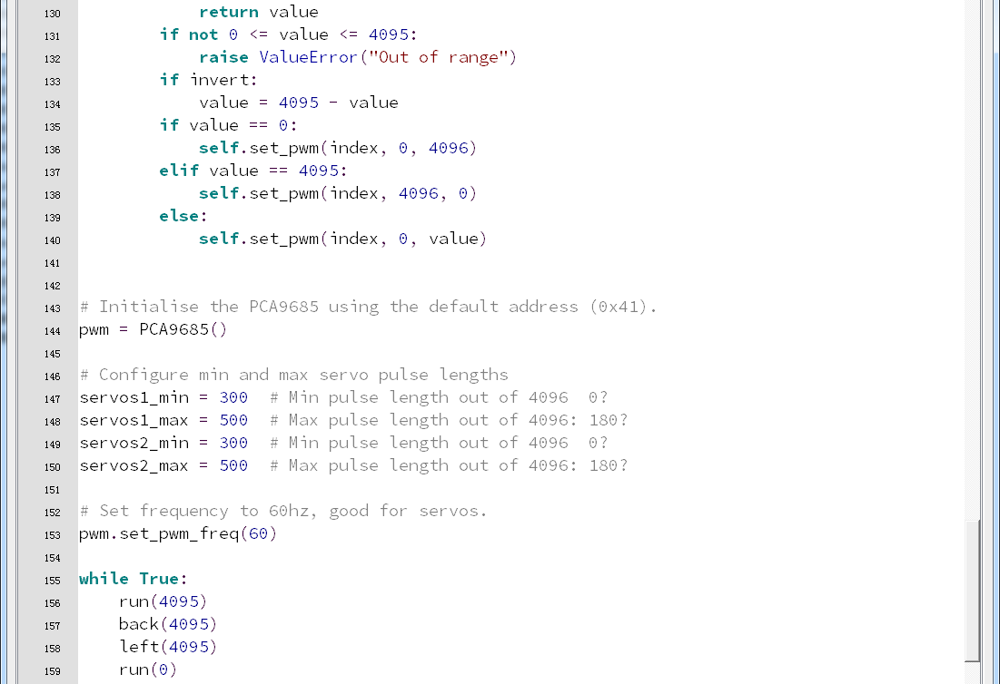 130 return value
131 if not 0 <= value <= 4095:
132 raise ValueError("Out of range")
133 if invert:
134 value = 4095 - value
135 if value == 0:
136 self.set_pwm(index, 0, 4096)
137 elif value == 4095:
138 self.set_pwm(index, 4096, 0)
139 else:
140 self.set_pwm(index, 0, value)
141
142
143 # Initialise the PCA9685 using the default address (0x41).
144 pwm = PCA9685()
145
146 # Configure min and max servo pulse lengths
147 servos1_min = 300  # Min pulse length out of 4096  0?
148 servos1_max = 500  # Max pulse length out of 4096: 180?
149 servos2_min = 300  # Min pulse length out of 4096  0?
150 servos2_max = 500  # Max pulse length out of 4096: 180?
151
152 # Set frequency to 60hz, good for servos.
153 pwm.set_pwm_freq(60)
154
155 while True:
156 run(4095)
157 back(4095)
158 left(4095)
159 run(0)